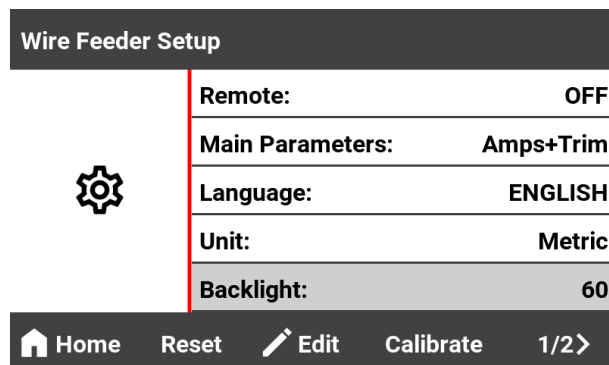 Wire Feeder Setup
Remote: OFF
Main Parameters: Amps+Trim
Language: ENGLISH
Unit: Metric
Backlight: 60
Home Reset Edit Calibrate 1/2>